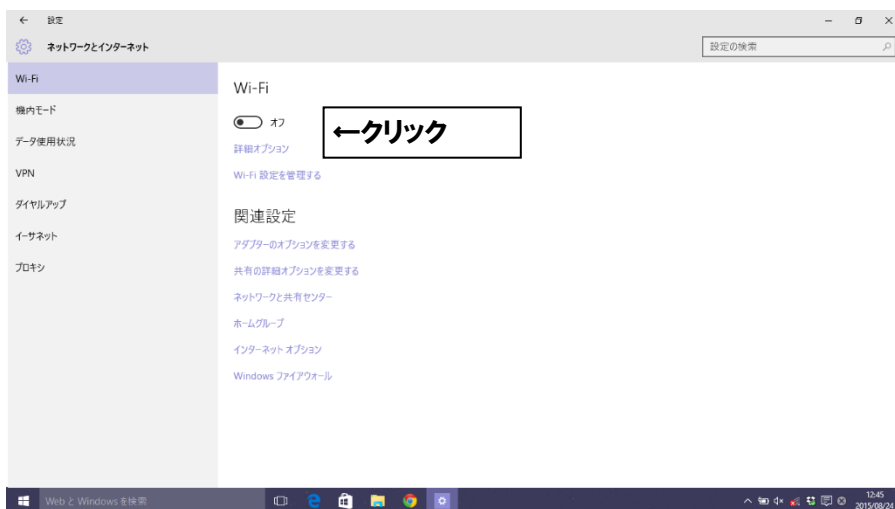 ← 設定
ネットワークとインターネット
設定の検索
Wi-Fi
機内モード
データ使用状況
VPN
ダイヤルアップ
イーサネット
プロキシ
Wi-Fi
オフ
←クリック
詳細オプション
Wi-Fi 設定を管理する
関連設定
アダプターのオプションを変更する
共有の詳細オプションを変更する
ネットワークと共有センター
ホームグループ
インターネット オプション
Windows ファイアウォール
Web と Windows を検索
12:45
2015/08/24